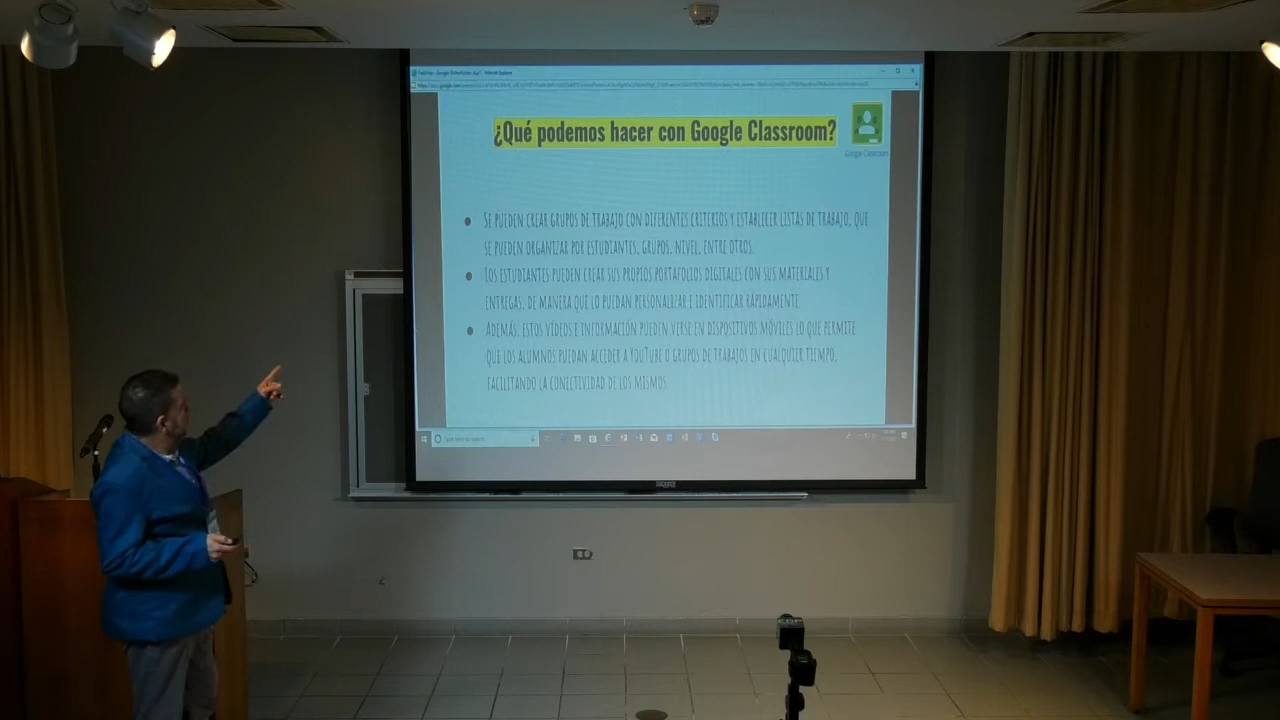 ¿Qué podemos hacer con Google Classroom?
Google Classroom
Se pueden crear grupos de trabajo con diferentes criterios y establecer listas de trabajo, que
se pueden organizar por estudiantes, grupos, nivel, entre otros.
Los estudiantes pueden crear sus propios portafolios digitales con sus materiales y
entregas, de manera que lo puedan personalizar e identificar rápidamente.
Además, estos vídeos e información pueden verse en dispositivos móviles lo que permite
que los alumnos puedan acceder a YouTube o grupos de trabajos en cualquier tiempo,
facilitando la conectividad de los mismos.